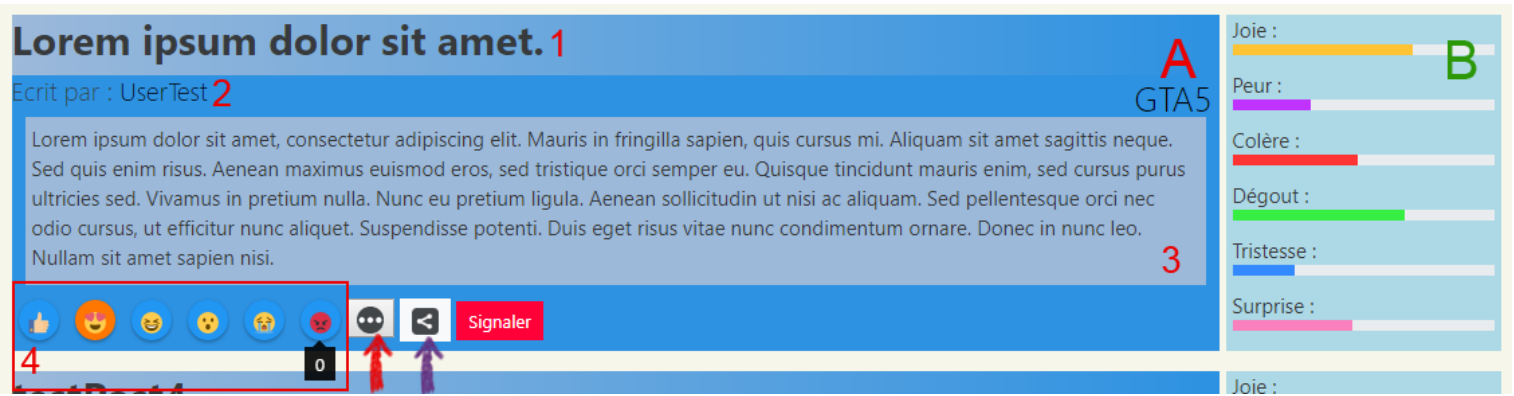 Lorem ipsum dolor sit amet. 1
A
Ecrit par : UserTest 2
GTA5
Lorem ipsum dolor sit amet, consectetur adipiscing elit. Mauris in fringilla sapien, quis cursus mi. Aliquam sit amet sagittis neque.
Sed quis enim risus. Aenean maximus euismod eros, sed tristique orci semper eu. Quisque tincidunt mauris enim, sed cursus purus
ultricies sed. Vivamus in pretium nulla. Nunc eu pretium ligula. Aenean sollicitudin ut nisi ac aliquam. Sed pellentesque orci nec
odio cursus, ut efficitur nunc aliquet. Suspendisse potenti. Duis eget risus vitae nunc condimentum ornare. Donec in nunc leo.
Nullam sit amet sapien nisi.
3
Signaler
4
0
testPost4
Joie :
B
Peur :
Colère :
Dégout :
Tristesse :
Surprise :
Joie :